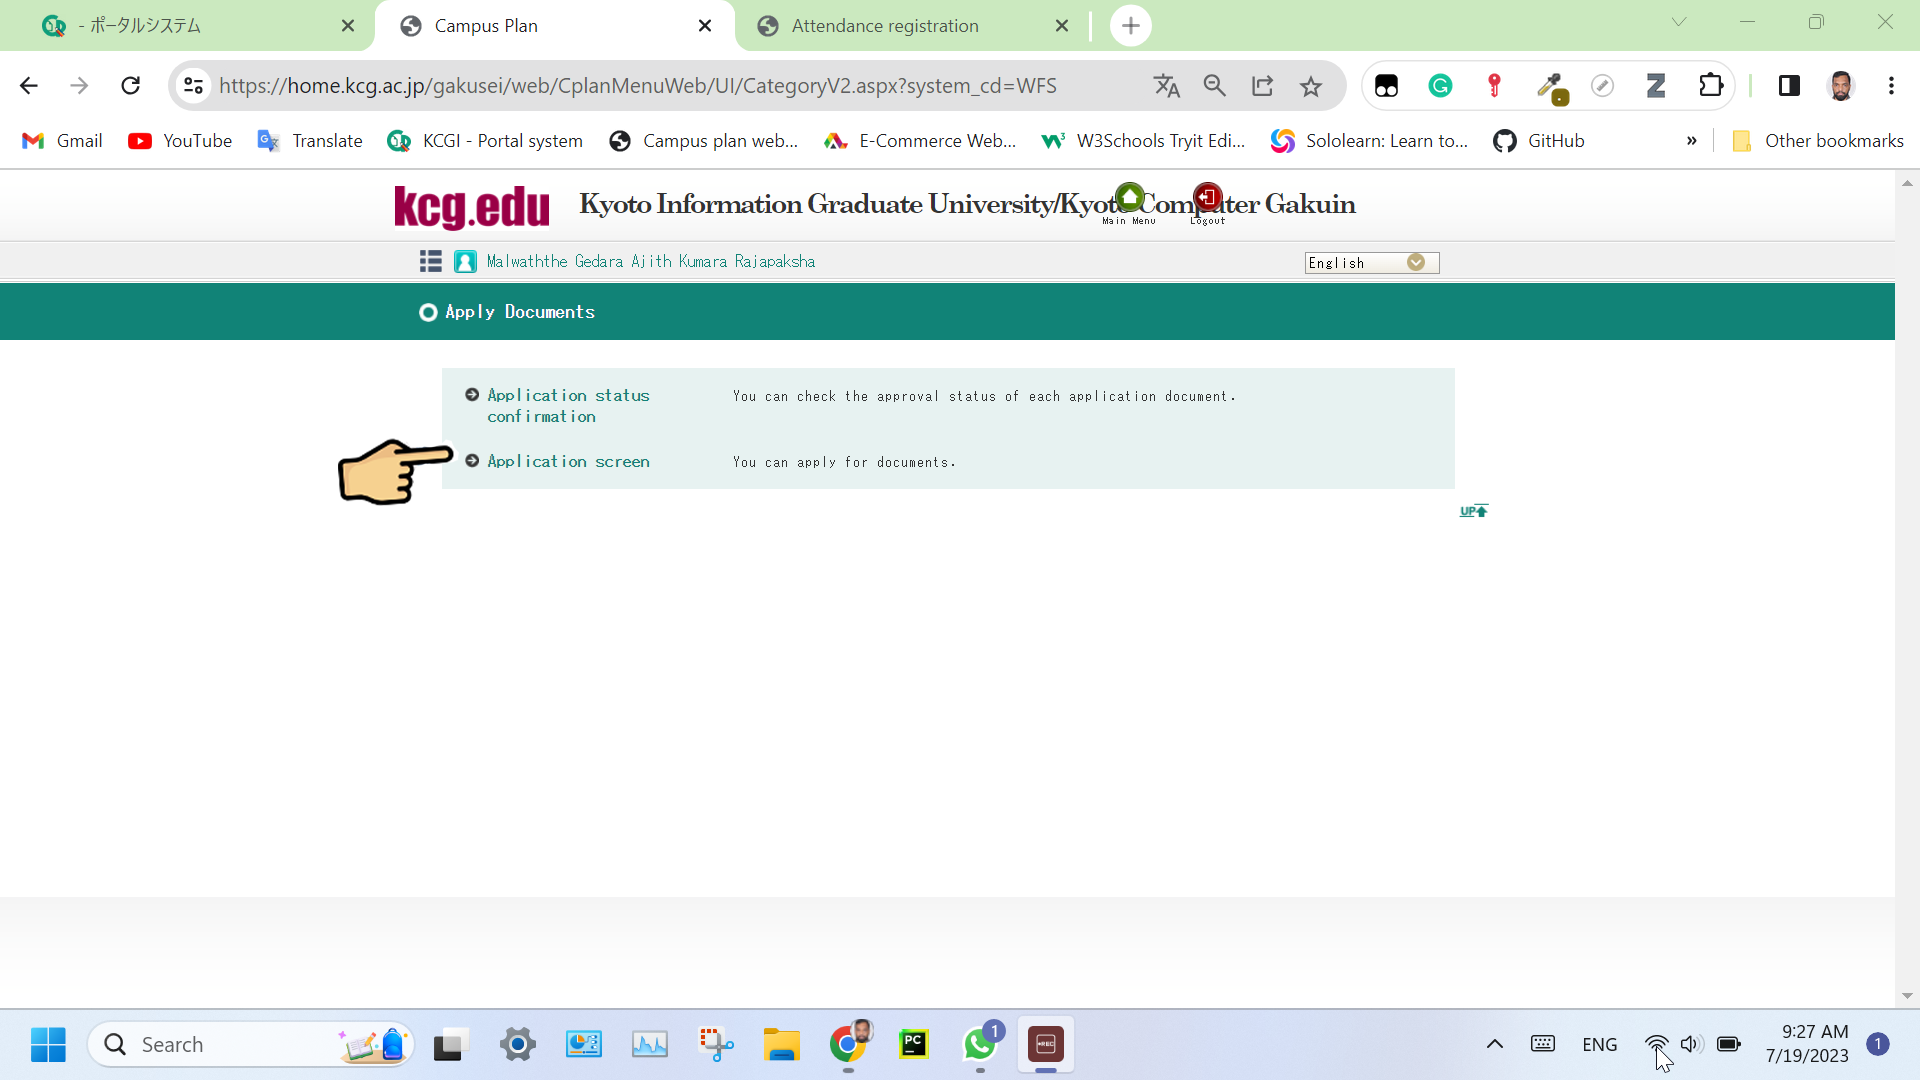 - ポータルシステム
Campus Plan
Attendance registration
https://home.kcg.ac.jp/gakusei/web/CplanMenuWeb/UI/CategoryV2.aspx?system_cd=WFS
Gmail
YouTube
Translate
KCGI - Portal system
Campus plan web...
E-Commerce Web...
W3Schools Tryit Edi...
Sololearn: Learn to...
GitHub
»
Other bookmarks
kcg.edu
Kyoto Information Graduate University/Kyoto Computer Gakuin
Main Menu
Logout
Malwaththe Gedara Ajith Kumara Rajapaksha
English
Apply Documents
Application status
confirmation
You can check the approval status of each application document.
Application screen
You can apply for documents.
UP
Search
PC
1
REC
ENG
9:27 AM
7/19/2023
1